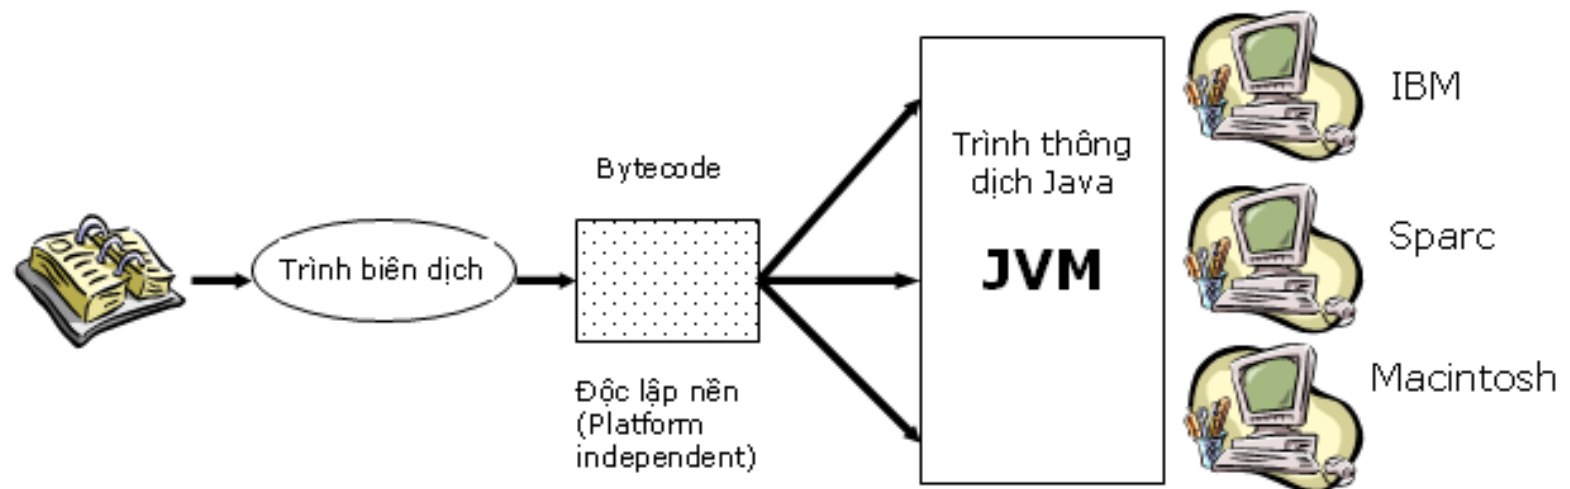 Trình biên dịch
Bytecode
Độc lập nền
(Platform
independent)
Trình thông
dịch Java
JVM
IBM
Sparc
Macintosh